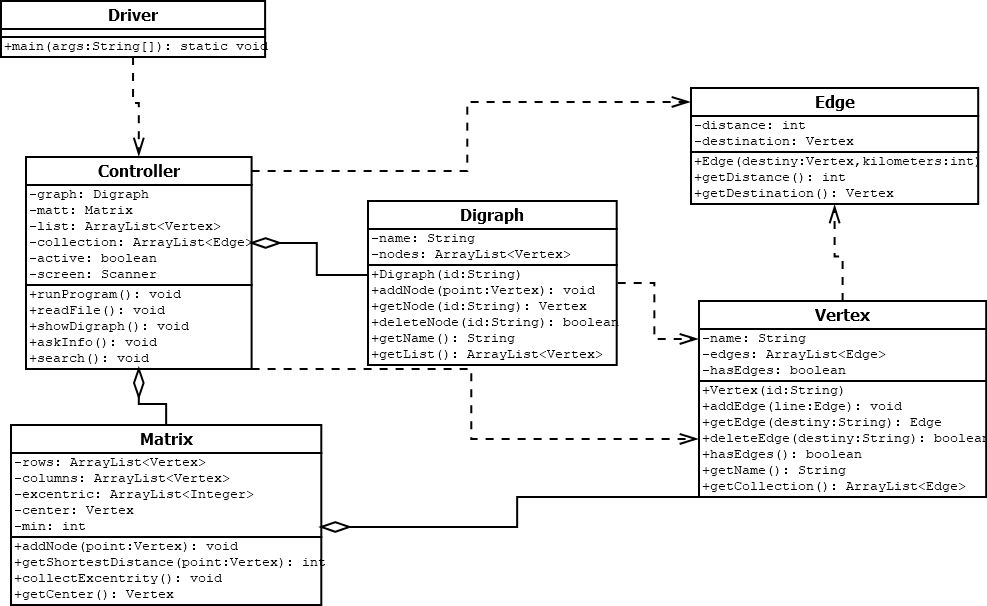 Driver
+main(args:String[]): static void
Controller
-graph: Digraph
-matt: Matrix
-list: ArrayList<Vertex>
-collection: ArrayList<Edge>
-active: boolean
-screen: Scanner
+runProgram(): void
+readFile(): void
+showDigraph(): void
+askInfo(): void
+search(): void
Digraph
-name: String
-nodes: ArrayList<Vertex>
+Digraph(id:String)
+addNode(point:Vertex): void
+getNode(id:String): Vertex
+deleteNode(id:String): boolean
+getName(): String
+getList(): ArrayList<Vertex>
Edge
-distance: int
-destination: Vertex
+Edge(destiny:Vertex,kilometers:int)
+getDistance(): int
+getDestination(): Vertex
Vertex
-name: String
-edges: ArrayList<Edge>
-hasEdges: boolean
+Vertex(id:String)
+addEdge(line:Edge): void
+getEdge(destiny:String): Edge
+deleteEdge(destiny:String): boolean
+hasEdges(): boolean
+getName(): String
+getCollection(): ArrayList<Edge>
Matrix
-rows: ArrayList<Vertex>
-columns: ArrayList<Vertex>
-excentric: ArrayList<Integer>
-center: Vertex
-min: int
+addNode(point:Vertex): void
+getShortestDistance(point:Vertex): int
+collectExcentrity(): void
+getCenter(): Vertex